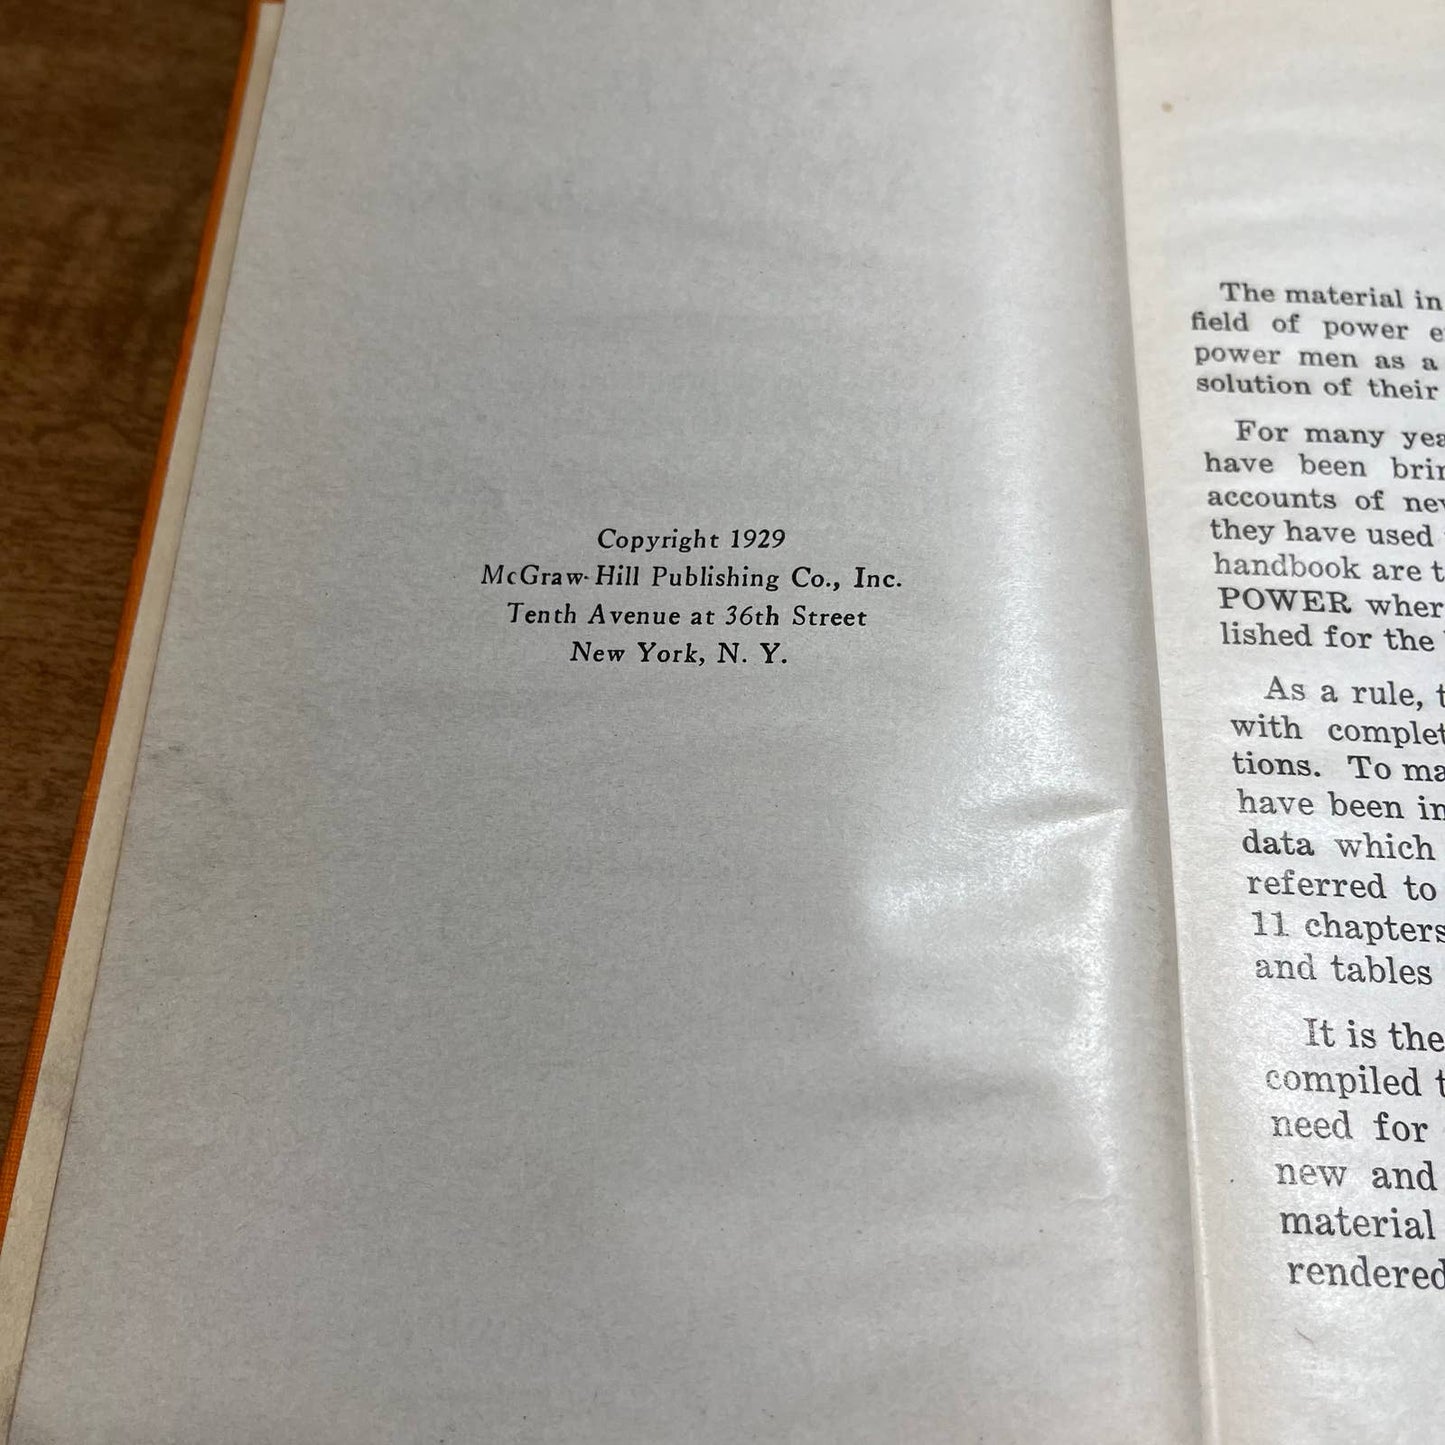 Copyright 1929
McGraw-Hill Publishing Co., Inc.
Tenth Avenue at 36th Street
New York, N. Y.
The material in
field of power
power men as a
solution of their
For many
have been
accounts of
they have used
handbook are
POWER
lished for the
As a rule,
with
tions. To
have been
data which
referred to
11 chapters
and tables
It is the
compiled
need for
new and
material
rendered